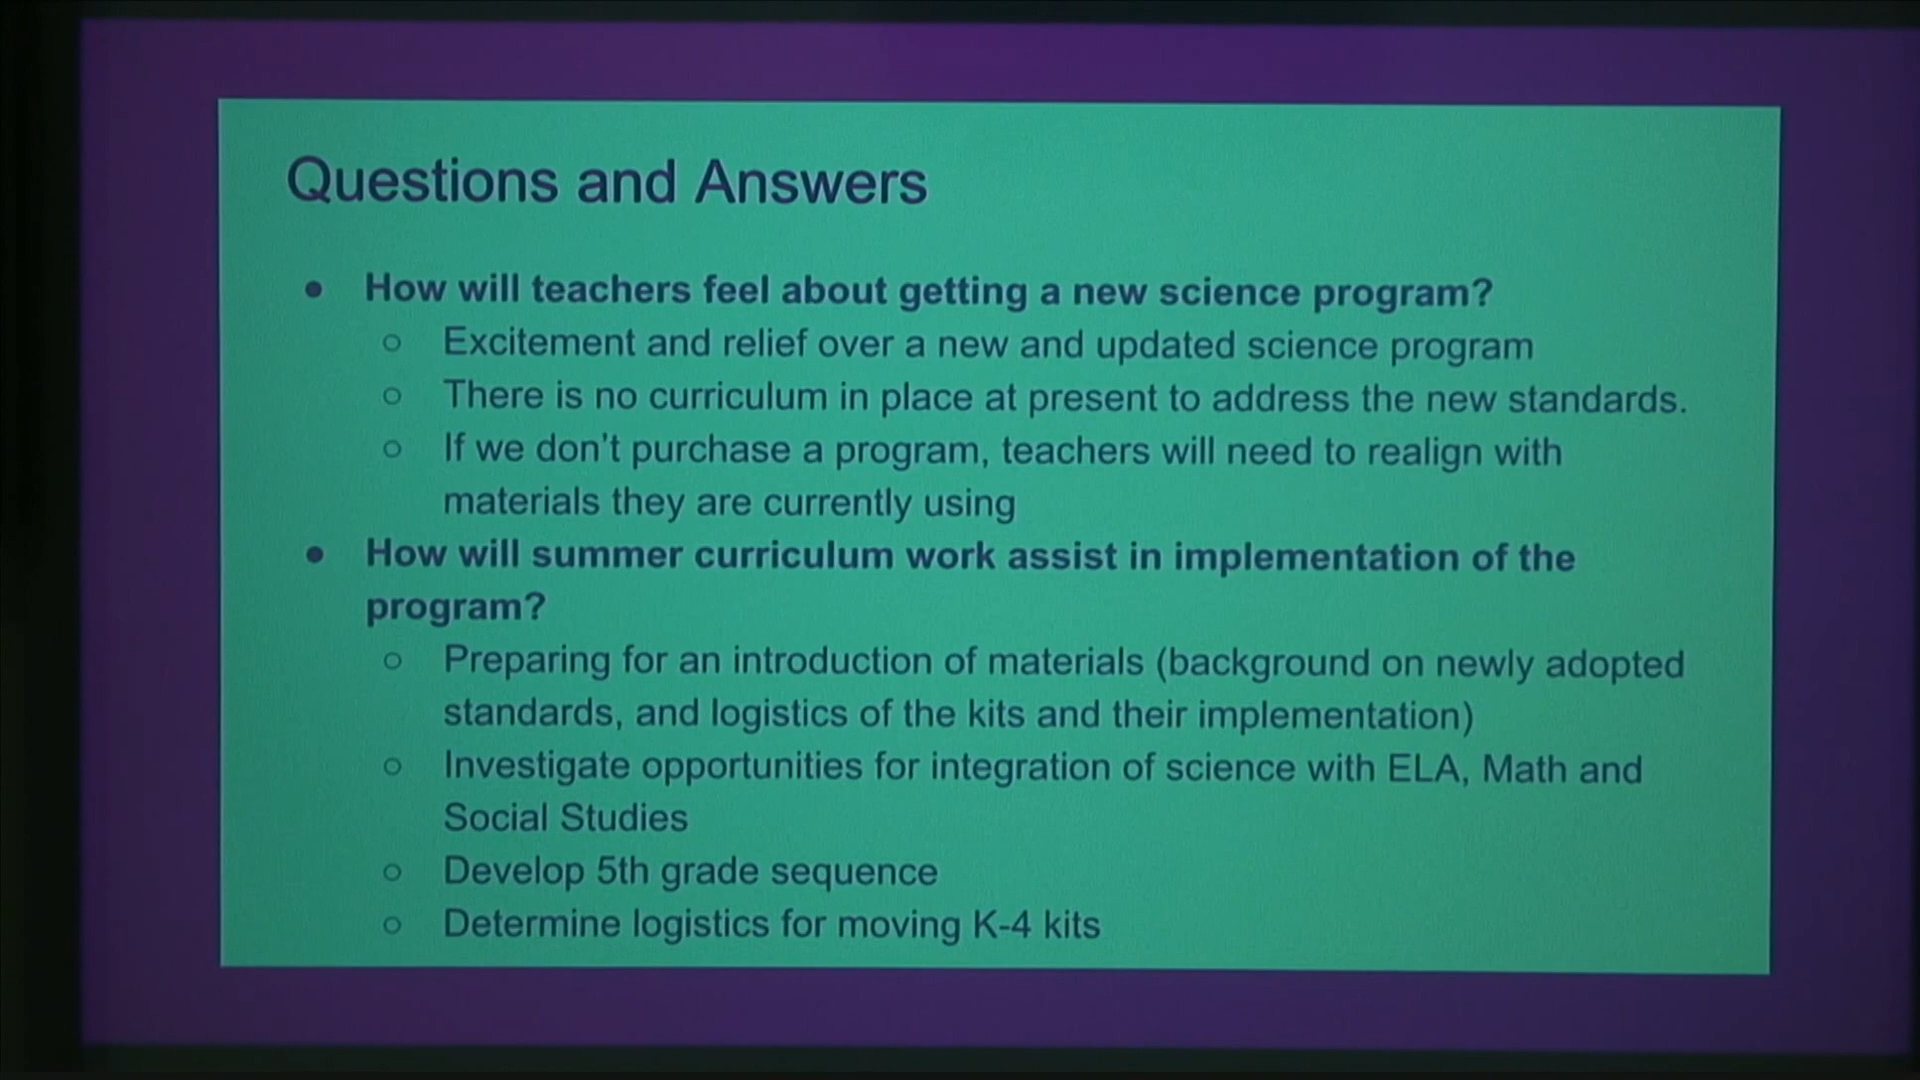 Questions and Answers
● How will teachers feel about getting a new science program?
○ Excitement and relief over a new and updated science program
○ There is no curriculum in place at present to address the new standards.
○ If we don't purchase a program, teachers will need to realign with
materials they are currently using
● How will summer curriculum work assist in implementation of the
program?
○ Preparing for an introduction of materials (background on newly adopted
standards, and logistics of the kits and their implementation)
○ Investigate opportunities for integration of science with ELA, Math and
Social Studies
○ Develop 5th grade sequence
○ Determine logistics for moving K-4 kits